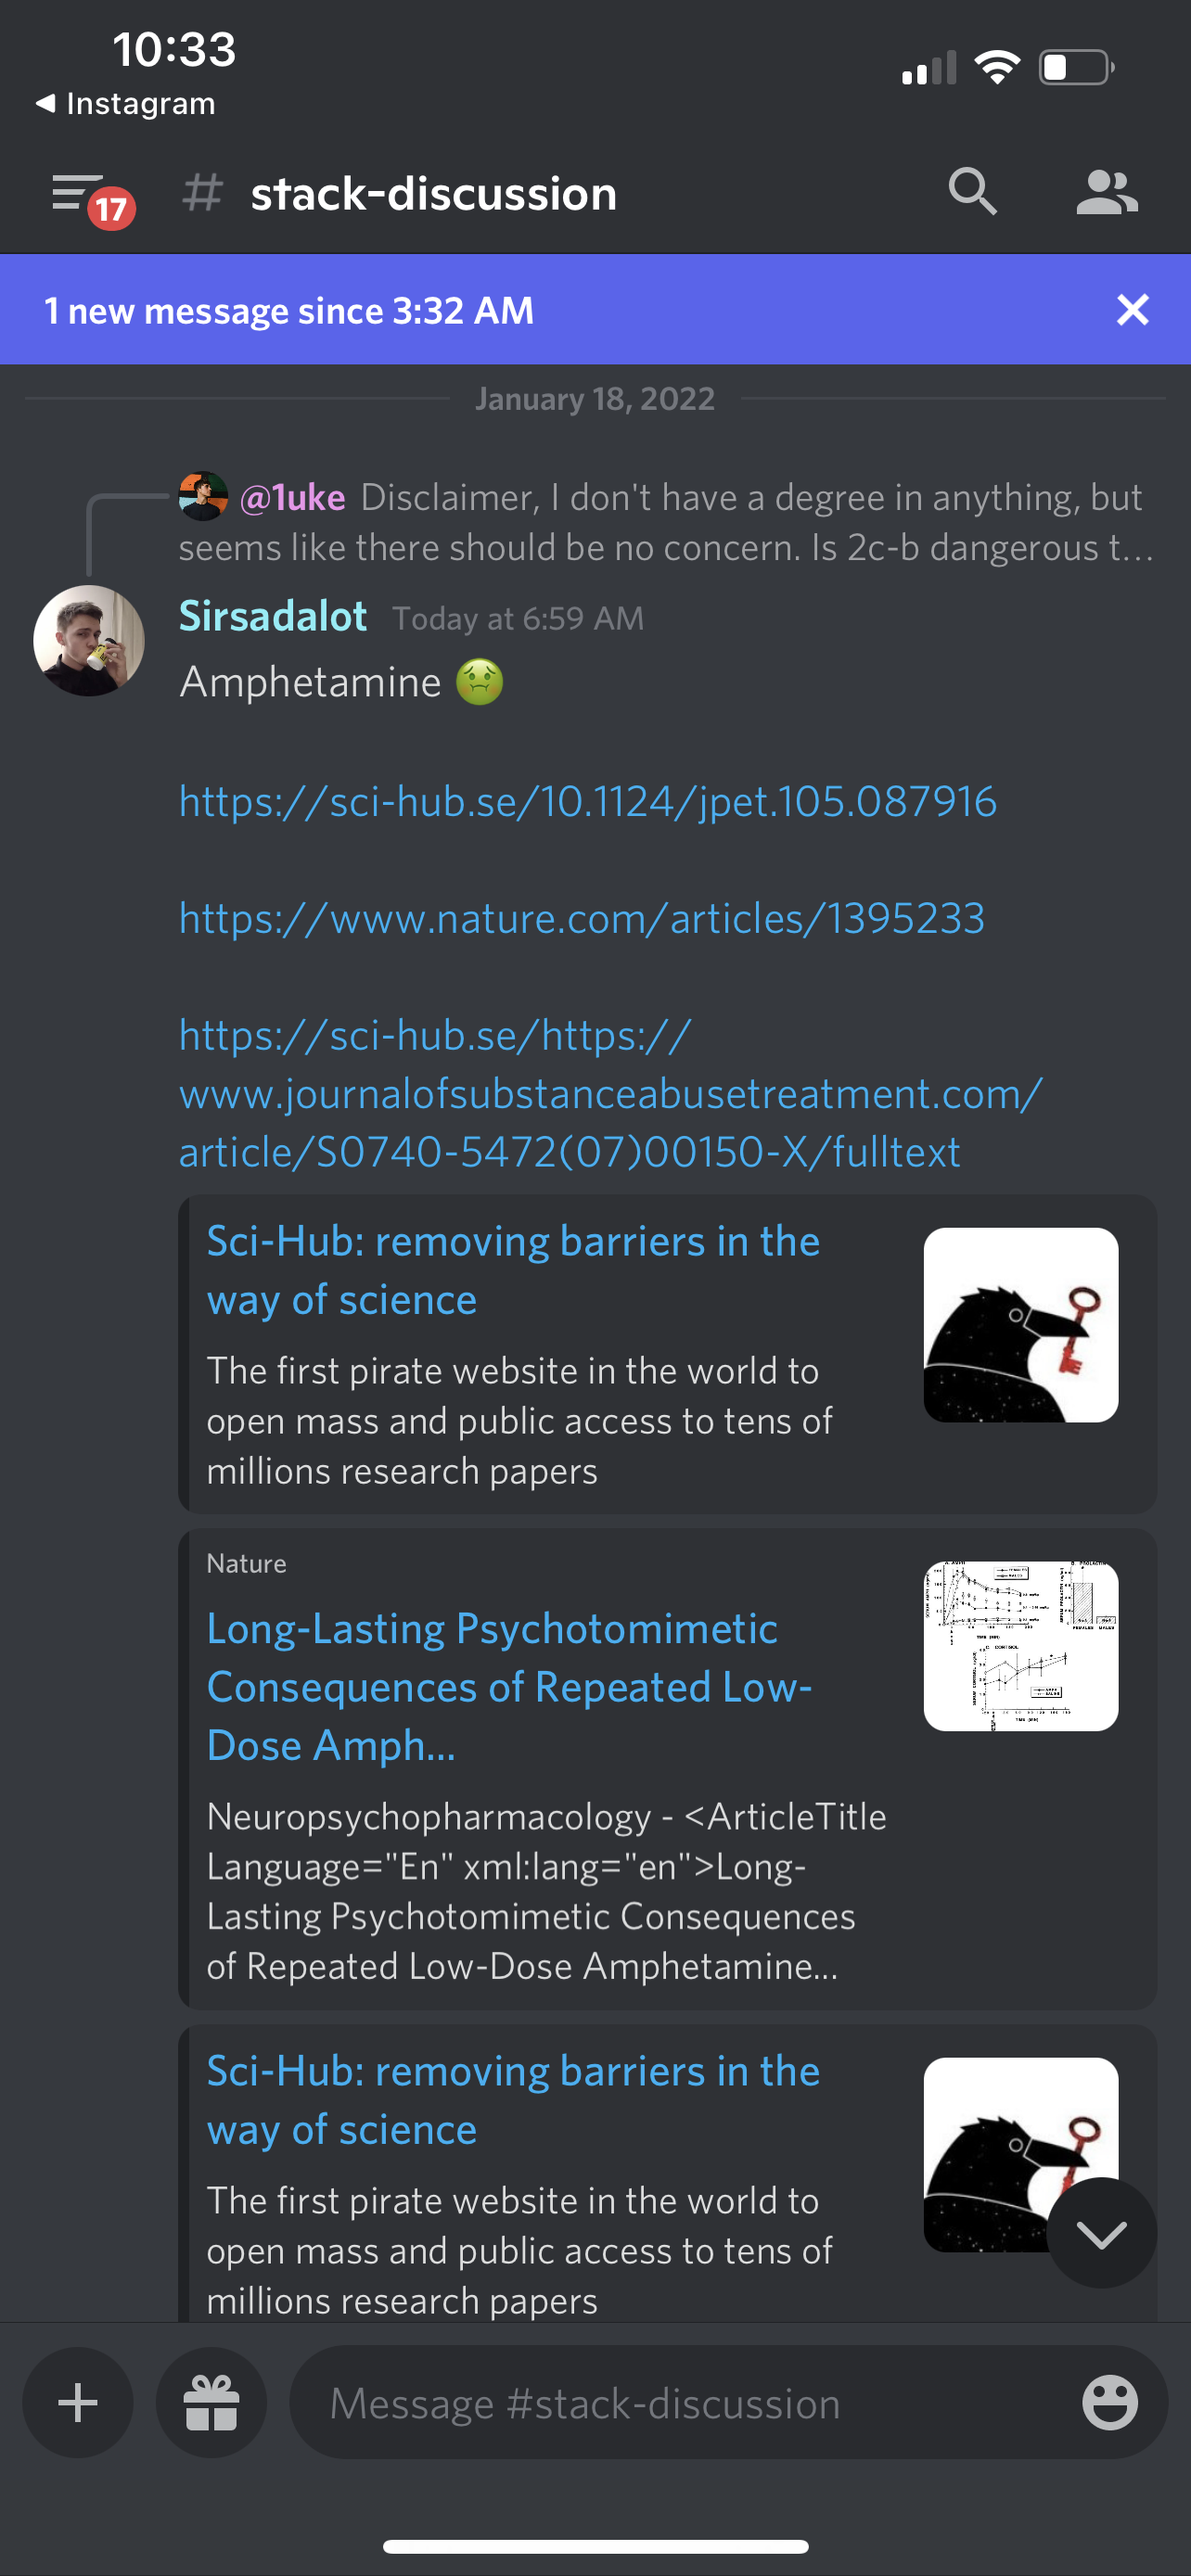 10:33
◀ Instagram
17
# stack-discussion
1 new message since 3:32 AM
January 18, 2022
@1uke Disclaimer, I don't have a degree in anything, but
seems like there should be no concern. Is 2c-b dangerous t...
Sirsadalot Today at 6:59 AM
Amphetamine 🤢
https://sci-hub.se/10.1124/jpet.105.087916
https://www.nature.com/articles/1395233
https://sci-hub.se/https://
www.journalofsubstanceabusetreatment.com/
article/S0740-5472(07)00150-X/fulltext
Sci-Hub: removing barriers in the
way of science
The first pirate website in the world to
open mass and public access to tens of
millions research papers
Nature
Long-Lasting Psychotomimetic
Consequences of Repeated Low-
Dose Amph...
Neuropsychopharmacology - <ArticleTitle
Language="En" xml:lang="en">Long-
Lasting Psychotomimetic Consequences
of Repeated Low-Dose Amphetamine...
Sci-Hub: removing barriers in the
way of science
The first pirate website in the world to
open mass and public access to tens of
millions research papers
Message #stack-discussion